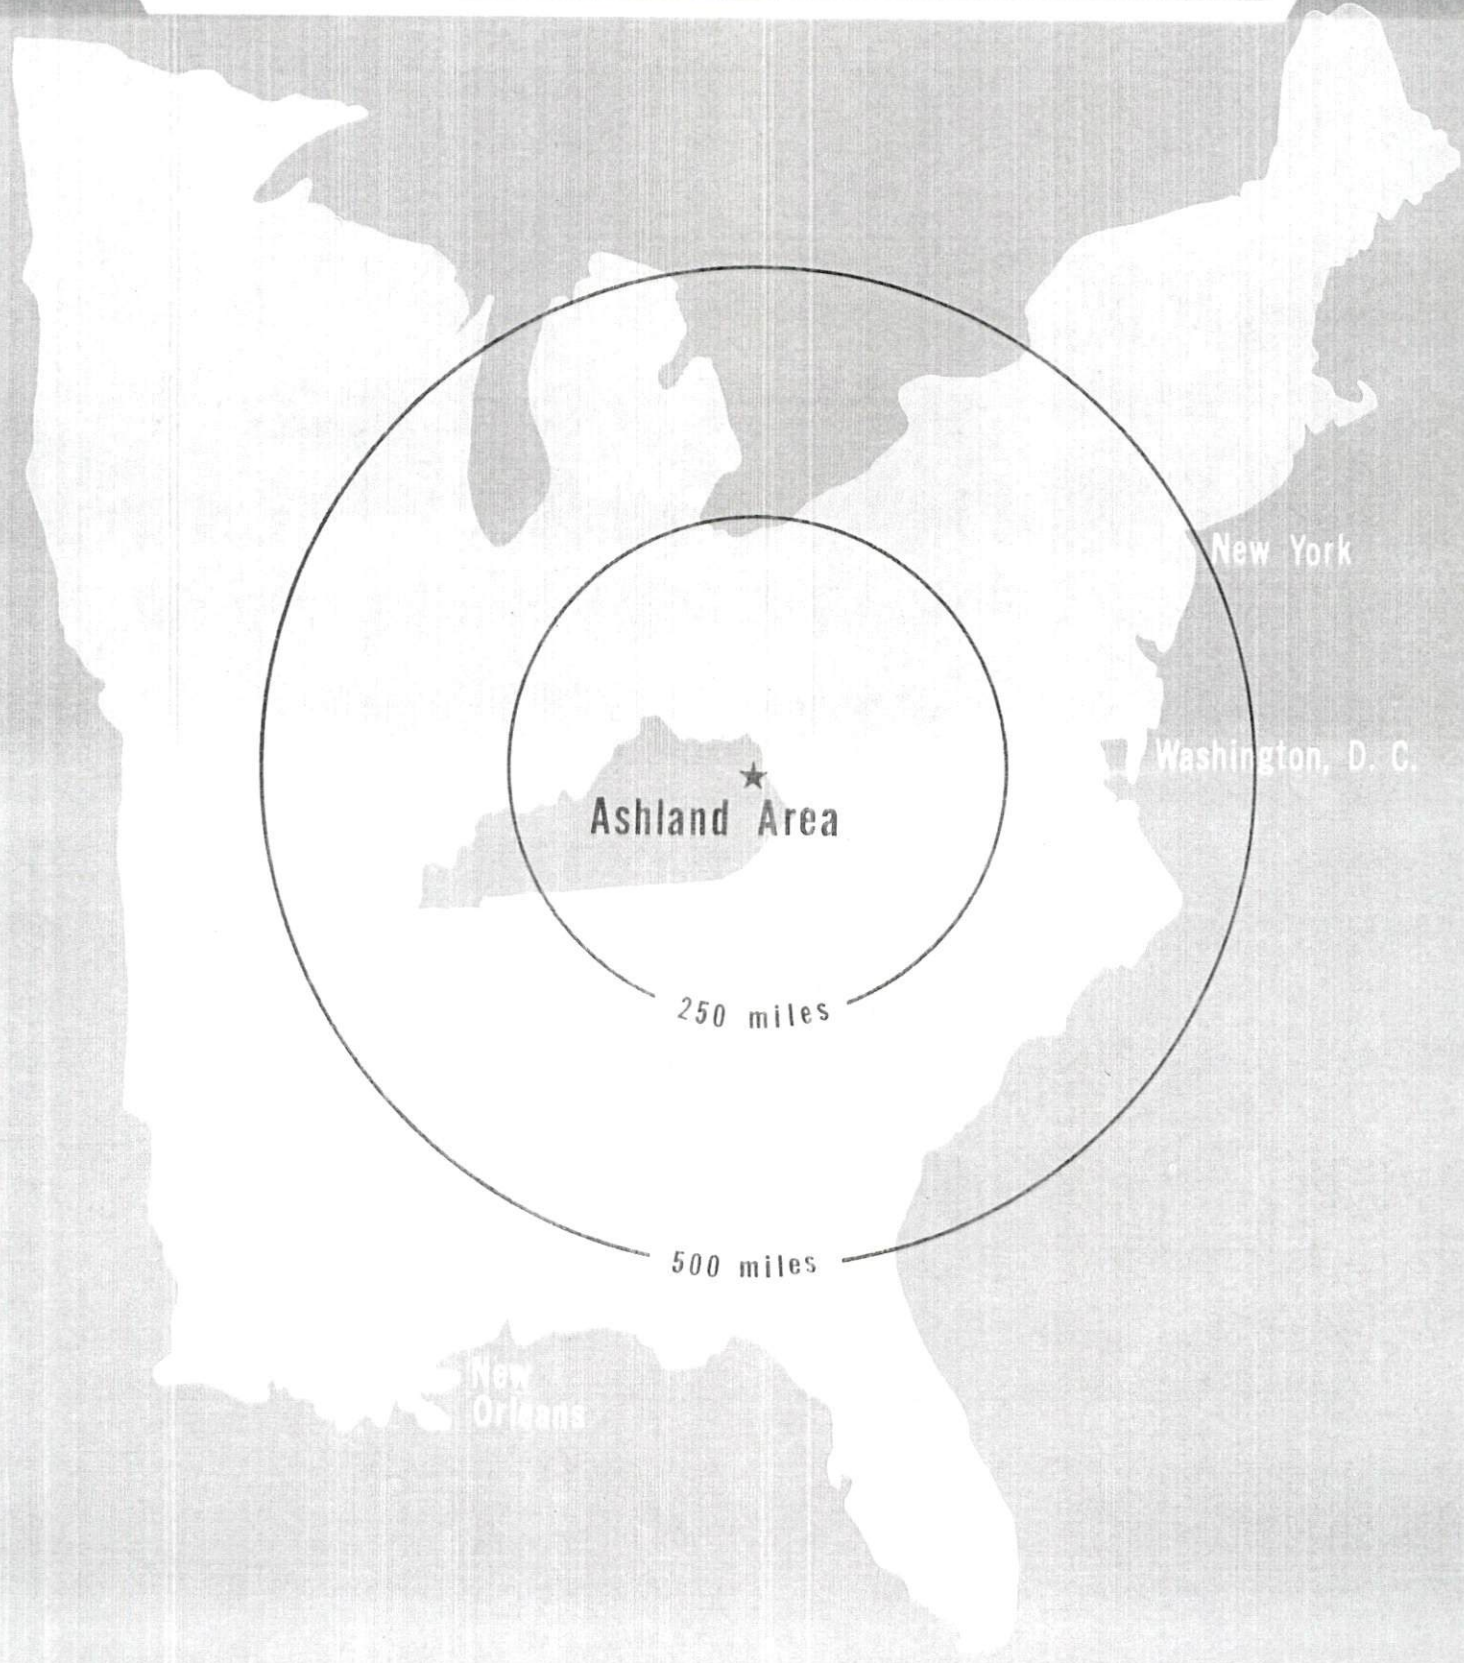 New York
Washington, D. C.
Ashland Area
250 miles
500 miles
New
Orleans